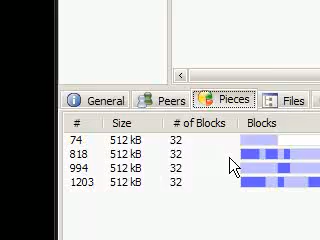 General Peers Pieces Files
# Size # of Blocks Blocks
74 512 kB 32
818 512 kB 32
994 512 kB 32
1203 512 kB 32